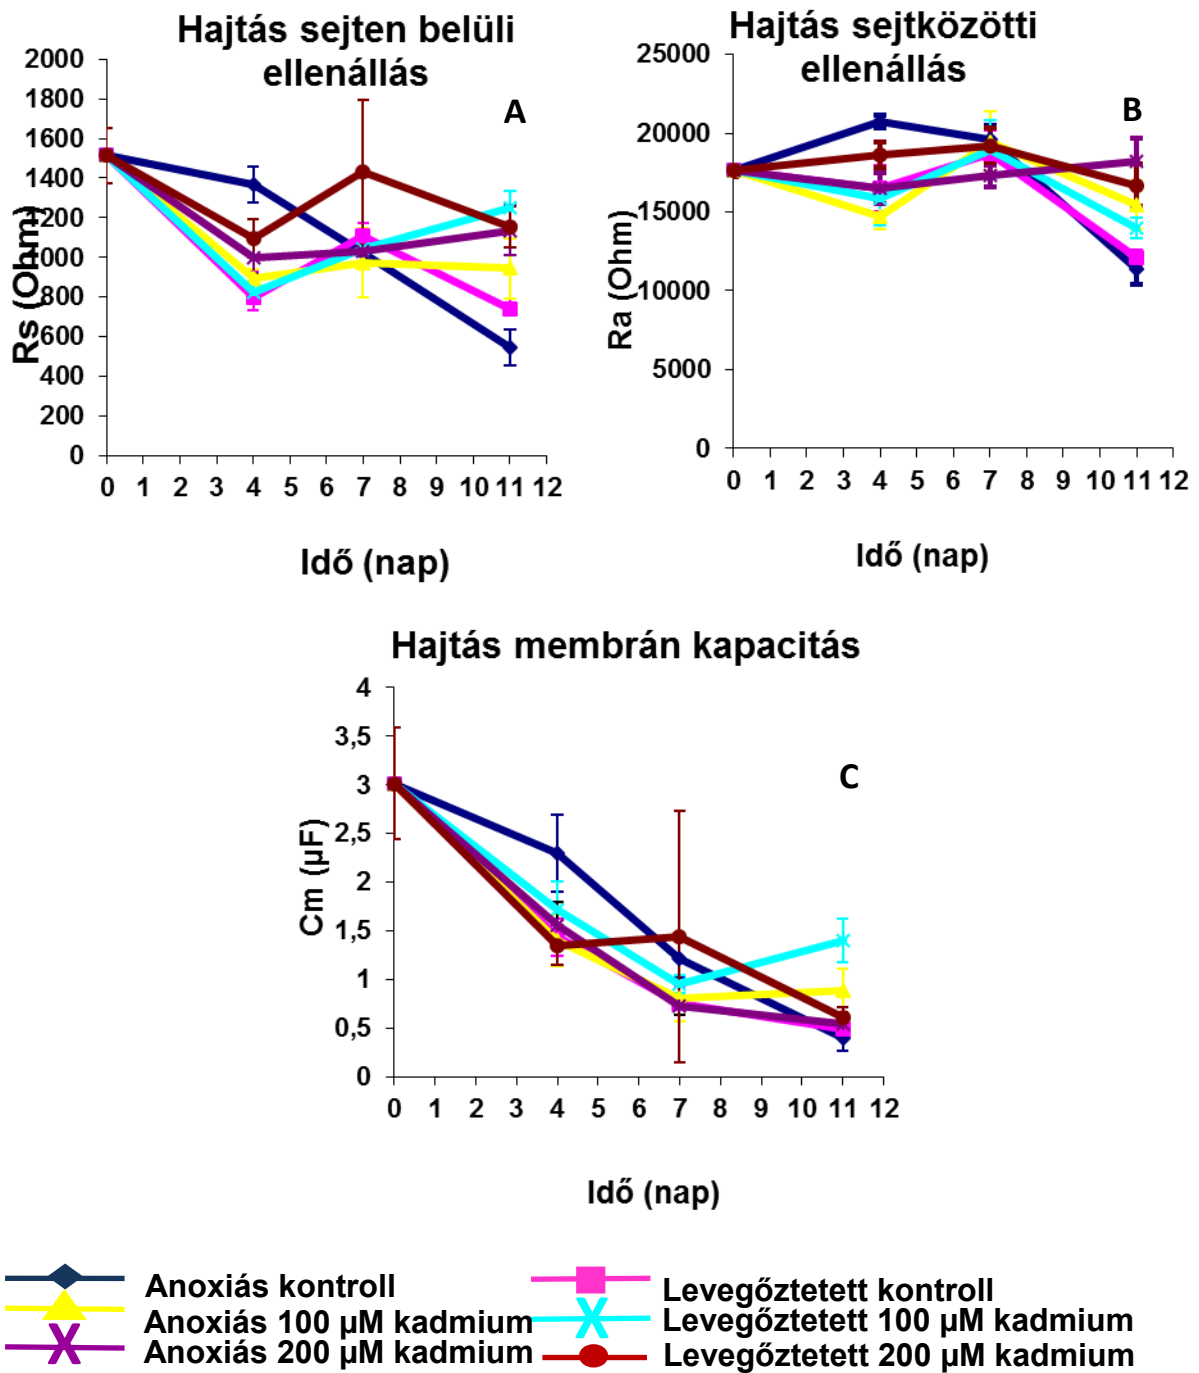 Hajtás sejten belüli
ellenállás
A
2000
1800
1600
1400
1200
1000
800
600
400
200
0
Rs (Ohm)
0 1 2 3 4 5 6 7 8 9 10 11 12
Idő (nap)
Hajtás sejtközötti
ellenállás
B
25000
20000
15000
10000
5000
0
Ra (Ohm)
0 1 2 3 4 5 6 7 8 9 10 11 12
Idő (nap)
Hajtás membrán kapacitás
C
4
3,5
3
2,5
2
1,5
1
0,5
0
Cm (µF)
0 1 2 3 4 5 6 7 8 9 10 11 12
Idő (nap)
Anoxiás kontroll
Anoxiás 100 µM kadmium
Anoxiás 200 µM kadmium
Levegőztetett kontroll
Levegőztetett 100 µM kadmium
Levegőztetett 200 µM kadmium